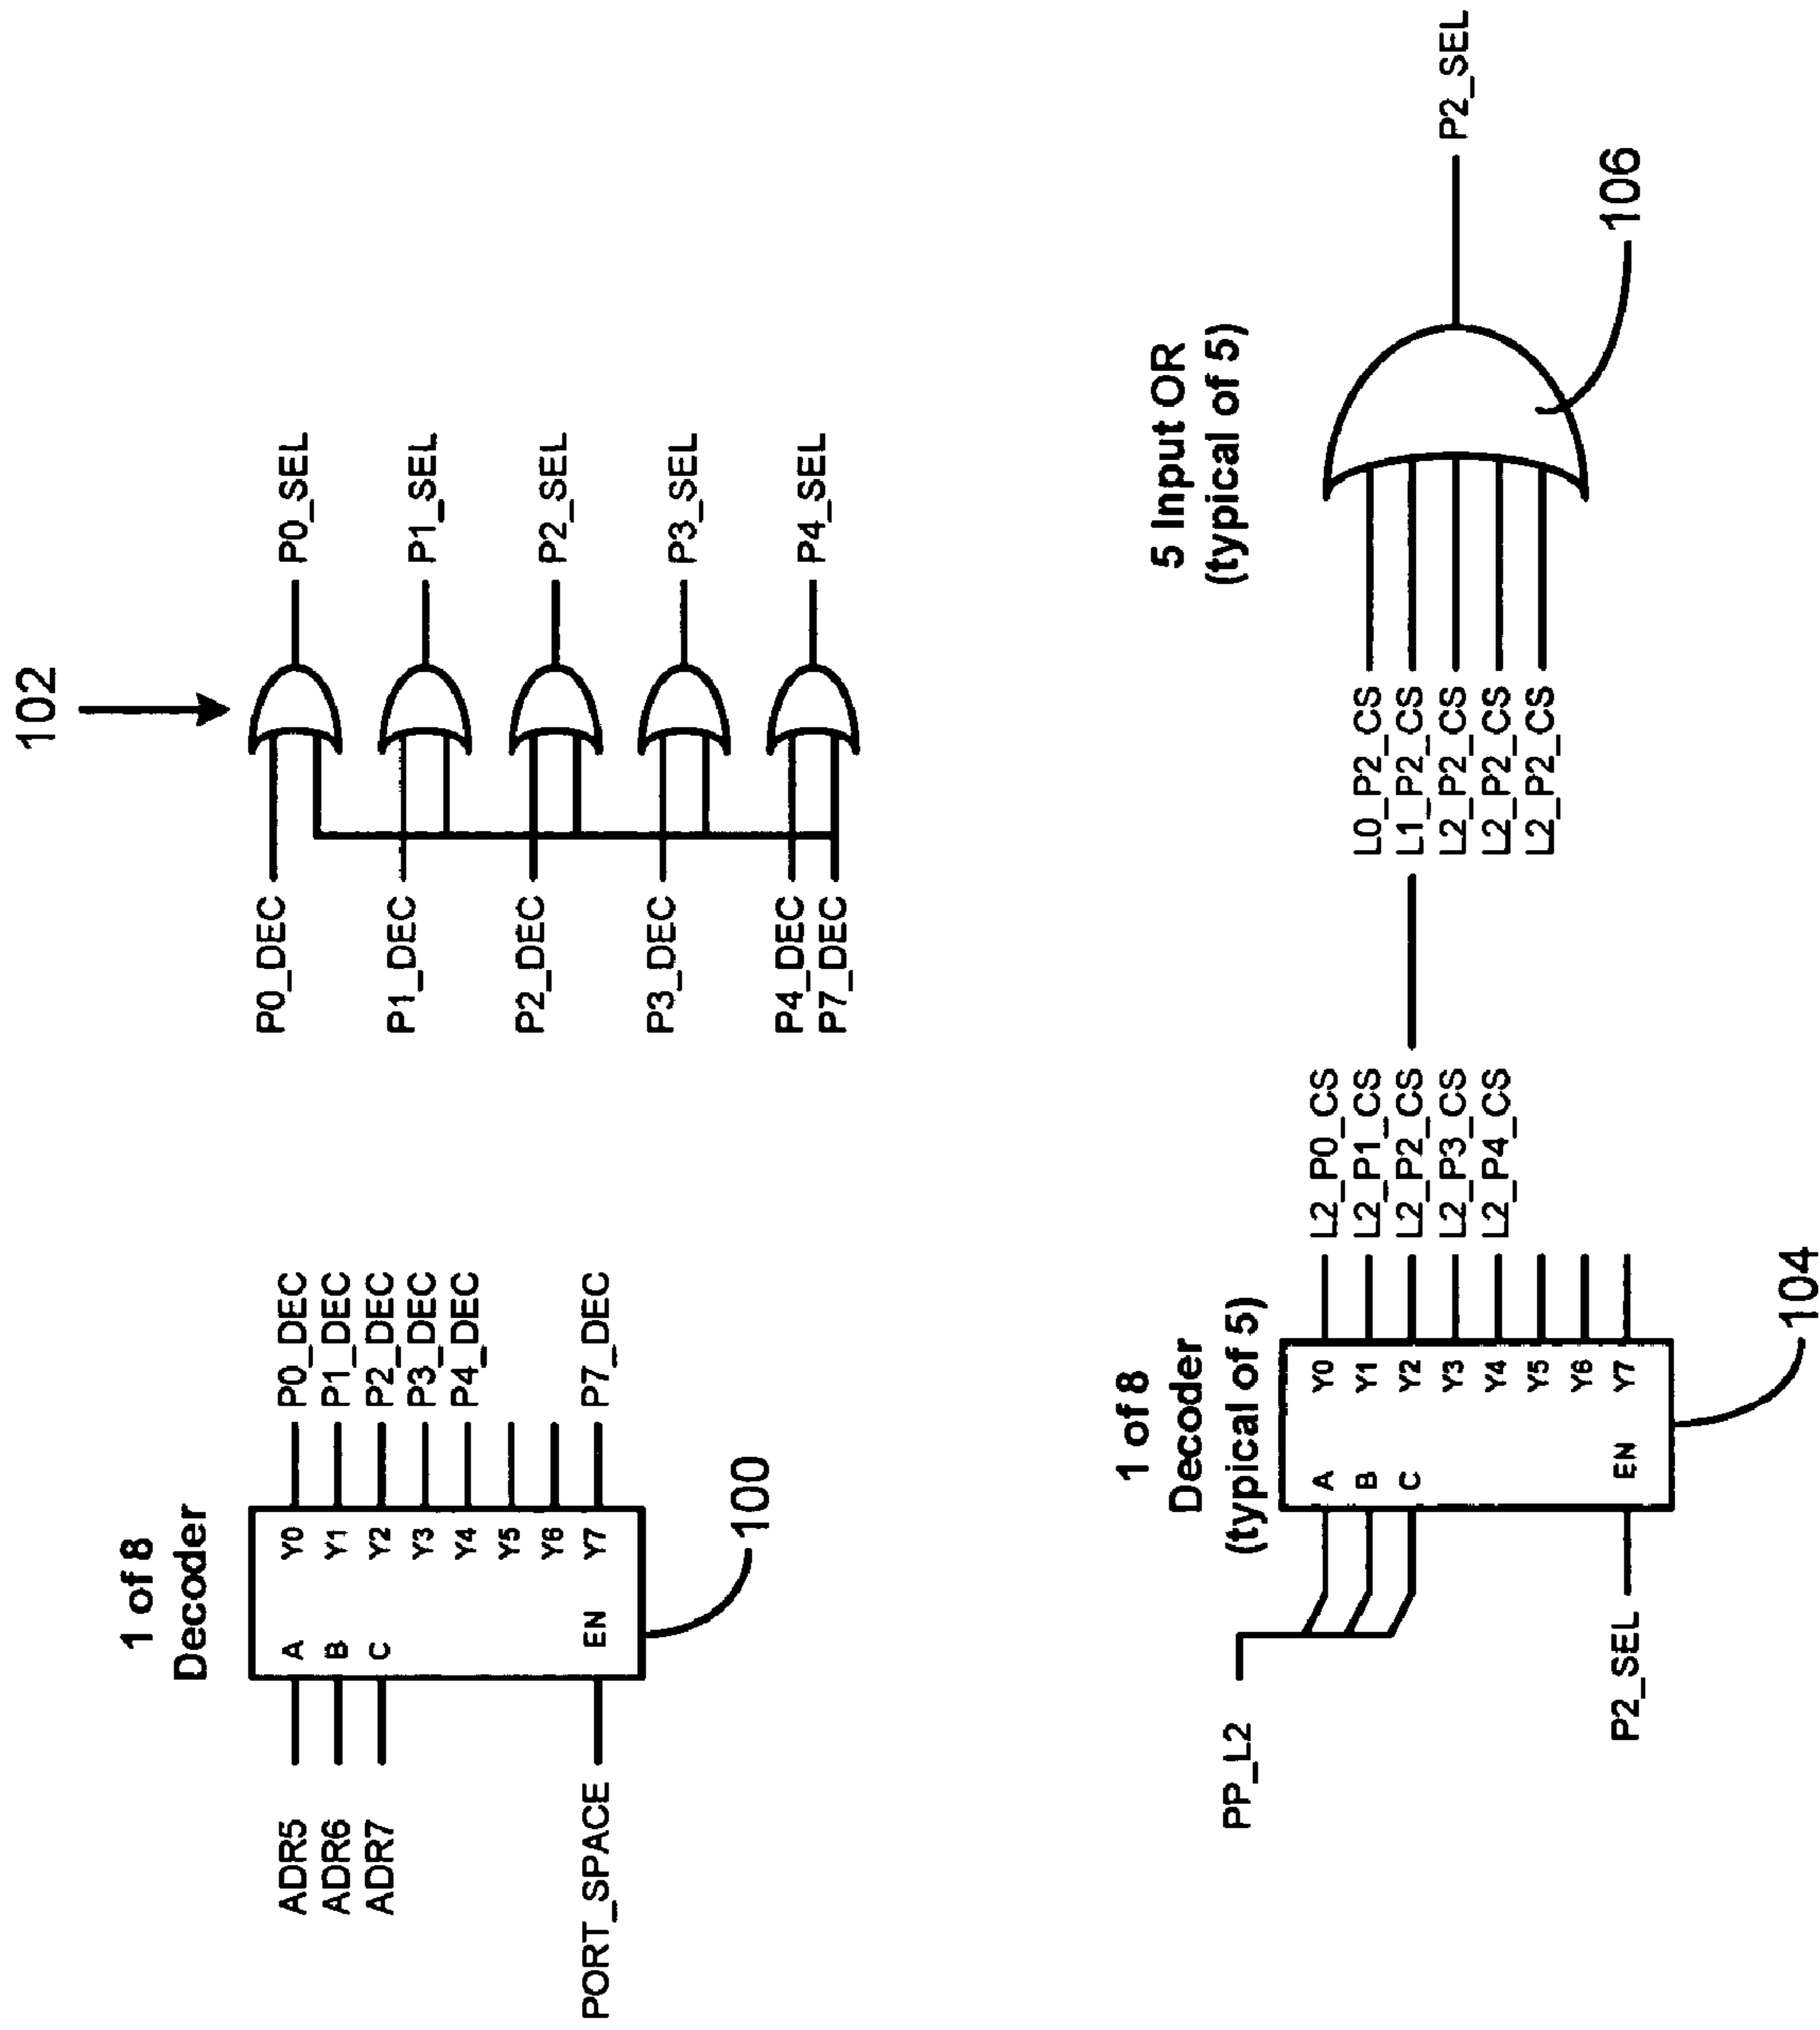 1 of 8
Decoder
ADR5
ADR6
ADR7
PORT_SPACE
A
B
C
EN
Y0
Y1
Y2
Y3
Y4
Y5
Y6
Y7
P0_DEC
P1_DEC
P2_DEC
P3_DEC
P4_DEC
P7_DEC
100
102
P0_DEC
P1_DEC
P2_DEC
P3_DEC
P4_DEC
P7_DEC
P0_SEL
P1_SEL
P2_SEL
P3_SEL
P4_SEL
1 of 8
Decoder
(typical of 5)
PP_L2
P2_SEL
A
B
C
EN
Y0
Y1
Y2
Y3
Y4
Y5
Y6
Y7
L2_P0_CS
L2_P1_CS
L2_P2_CS
L2_P3_CS
L2_P4_CS
104
5 Input OR
(typical of 5)
L0_P2_CS
L1_P2_CS
L2_P2_CS
L2_P2_CS
L2_P2_CS
P2_SEL
106